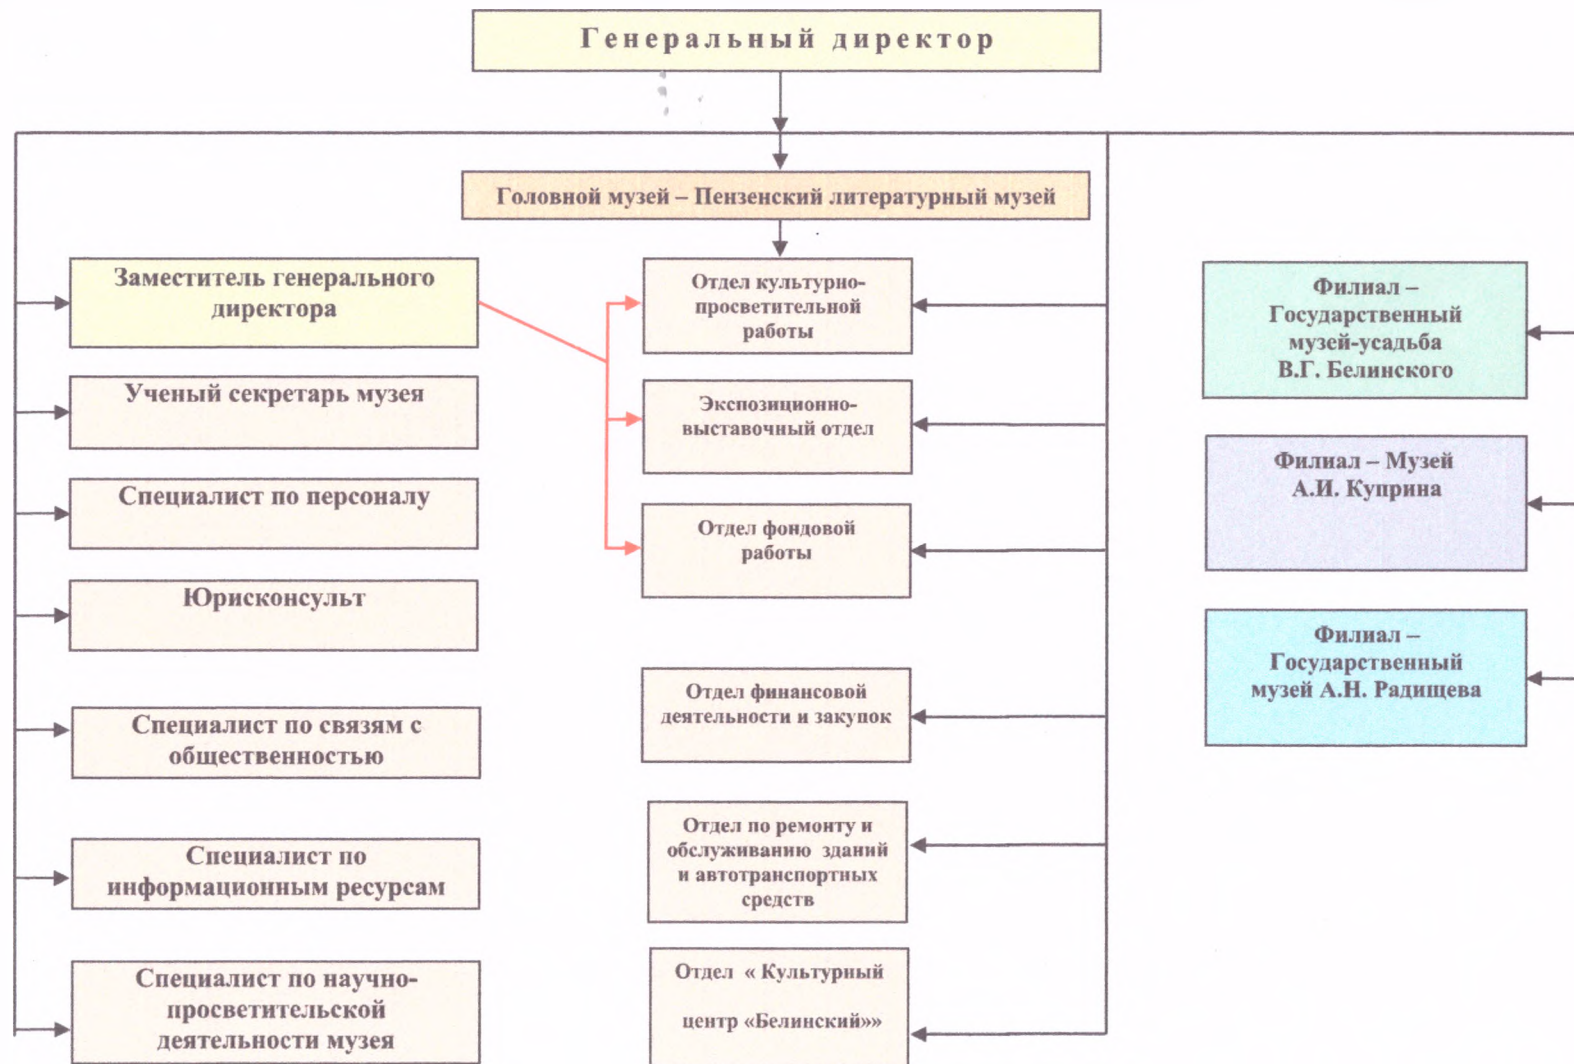 Генеральный директор
Головной музей – Пензенский литературный музей
Заместитель генерального
директора
Ученый секретарь музея
Специалист по персоналу
Юрисконсульт
Специалист по связям с
общественностью
Специалист по
информационным ресурсам
Специалист по научно-
просветительской
деятельности музея
Отдел культурно-
просветительной
работы
Экспозиционно-
выставочный отдел
Отдел фондовой
работы
Отдел финансовой
деятельности и закупок
Отдел по ремонту и
обслуживанию зданий
и автотранспортных
средств
Отдел « Культурный
центр «Белинский»»
Филиал –
Государственный
музей-усадьба
В.Г. Белинского
Филиал – Музей
А.И. Куприна
Филиал –
Государственный
музей А.Н. Радищева